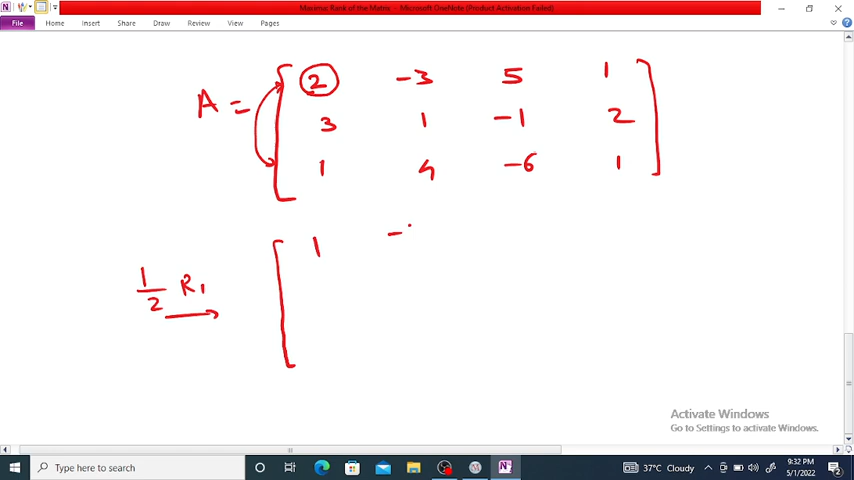 Maxima: Rank of the Matrix -- Microsoft OneNote (Product Activation Failed)
File Home Insert Draw History Review View Pages
A = [ 2 -3 5 1
3 1 -1 2
1 4 -6 1 ]
1/2 R1 → [ 1 -
Activate Windows
Go to Settings to activate Windows.
Type here to search
37°C Cloudy
9:32 PM
5/1/2022
2